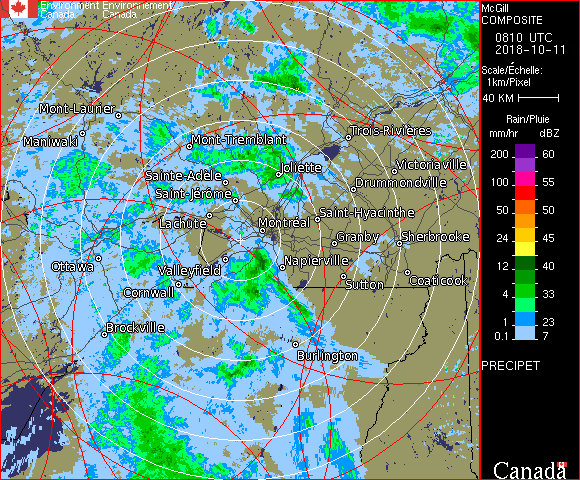 Environment Environnement
Canada Canada
Mont-Laurier
Maniwaki
Mont-Tremblant
Trois-Rivières
Joliette
Victoriaville
Sainte-Adèle
Drummondville
Saint-Jérôme
Lachute
Saint-Hyacinthe
Montréal
Granby
Sherbrooke
Ottawa
Valleyfield
Napierville
Sutton
Coaticook
Cornwall
Brockville
Burlington
McGill
COMPOSITE
0810 UTC
2018-10-11
Scale/Échelle:
1km/Pixel
40 KM
Rain/Pluie
mm/hr dBZ
200 60
100 55
50 50
24 45
12 40
4 33
1 23
0.1 7
PRECIPET
Canada